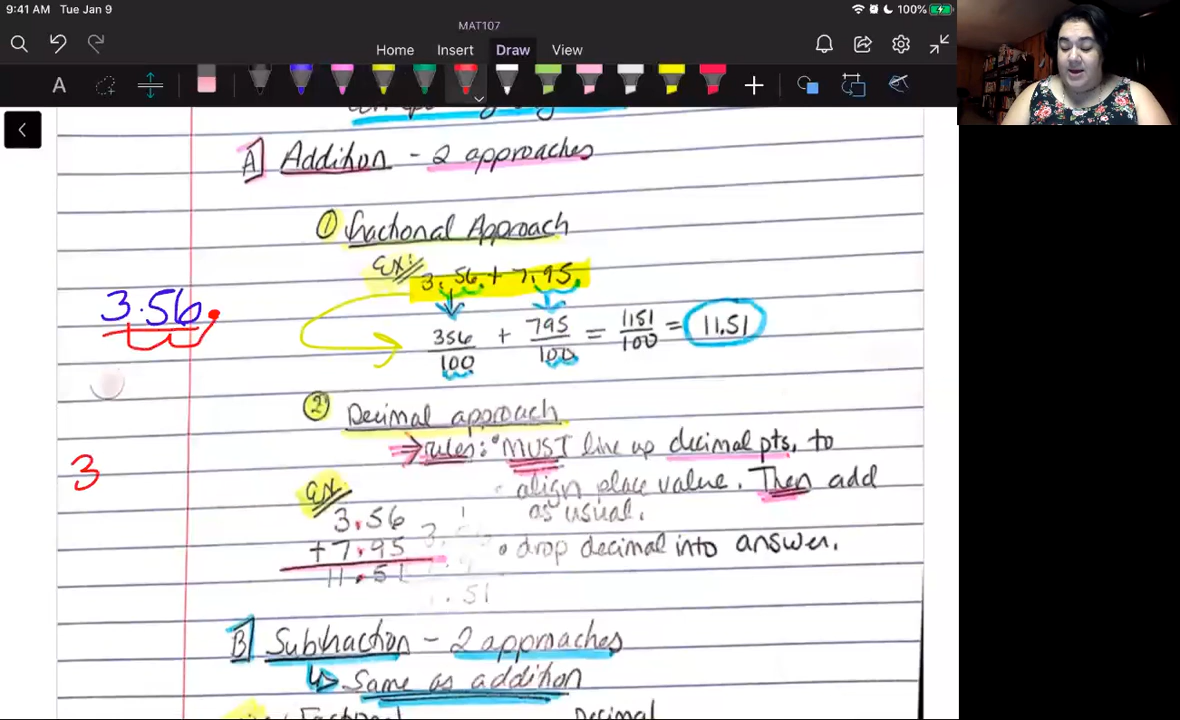 9:41 AM Tue Jan 9
100%
MAT107
Home Insert Draw View
A
A] Addition - 2 approaches
① fractional Approach
Ex:
3.56. + 7.95.
3.56.
356/100 + 795/100 = 1151/100 = 11.51
② Decimal approach
⇒ rules: • MUST line up decimal pts, to
3
align place value. Then add
Ex:
as usual.
3.56
+ 7.95
• drop decimal into answer.
11.51
.51
B] Subtraction - 2 approaches
↳ Same as addition
Fractional Decimal